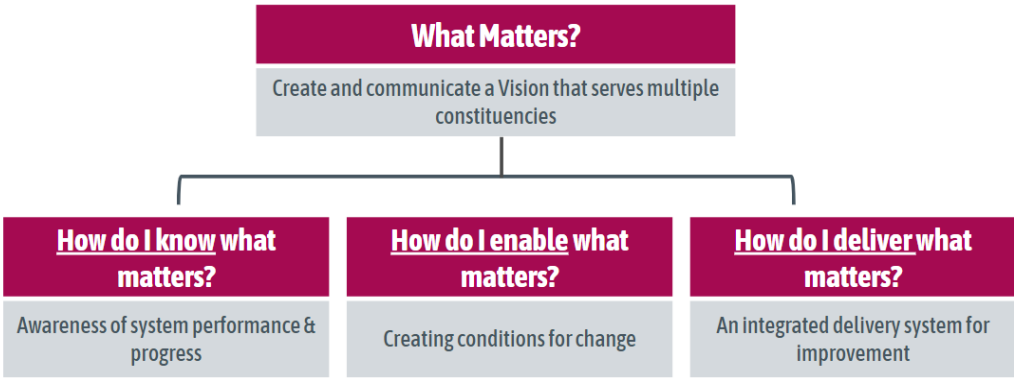 What Matters?
Create and communicate a Vision that serves multiple
constituencies
How do I know what
matters?
Awareness of system performance &
progress
How do I enable what
matters?
Creating conditions for change
How do I deliver what
matters?
An integrated delivery system for
improvement